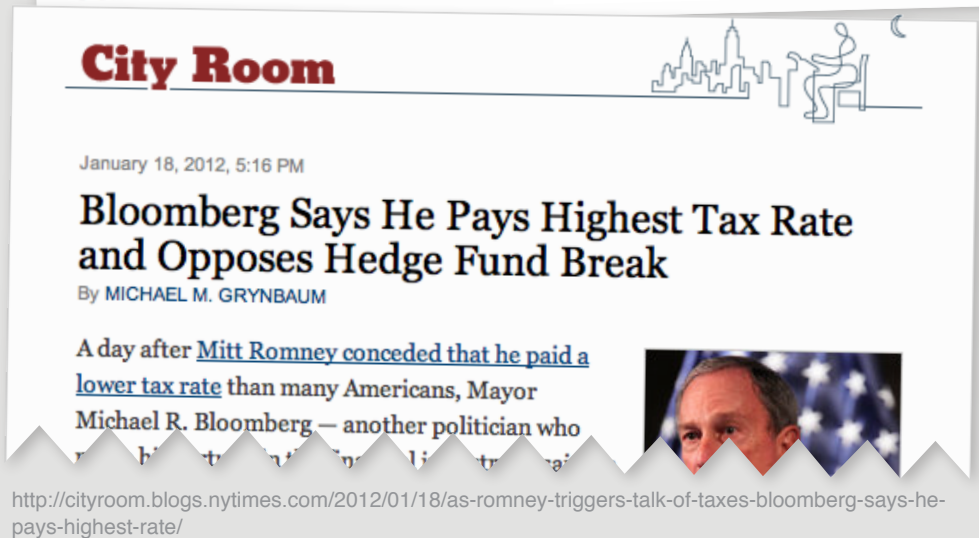 City Room
January 18, 2012, 5:16 PM
Bloomberg Says He Pays Highest Tax Rate
and Opposes Hedge Fund Break
By MICHAEL M. GRYNBAUM
A day after Mitt Romney conceded that he paid a
lower tax rate than many Americans, Mayor
Michael R. Bloomberg — another politician who
http://cityroom.blogs.nytimes.com/2012/01/18/as-romney-triggers-talk-of-taxes-bloomberg-says-he-
pays-highest-rate/